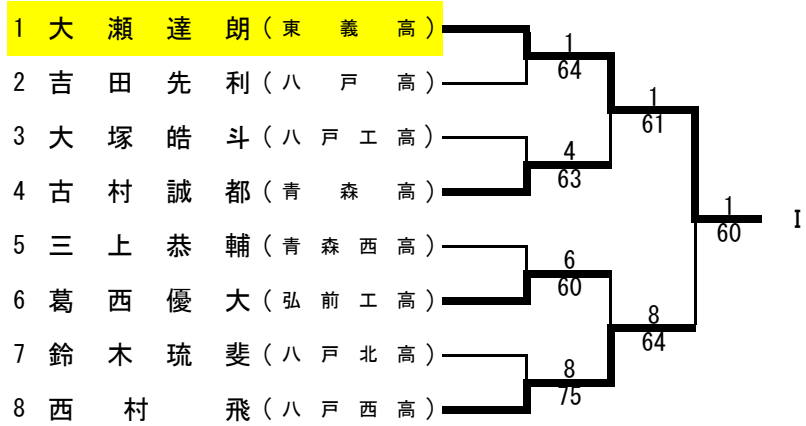 1 大瀬達朗(東義高)
2 吉田先利(八戸高)
3 大塚皓斗(八戸工高)
4 古村誠都(青森高)
5 三上恭輔(青森西高)
6 葛西優大(弘前工高)
7 鈴木琉斐(八戸北高)
8 西村飛(八戸西高)
1
64
4
63
6
60
8
75
1
61
8
64
1
60
I